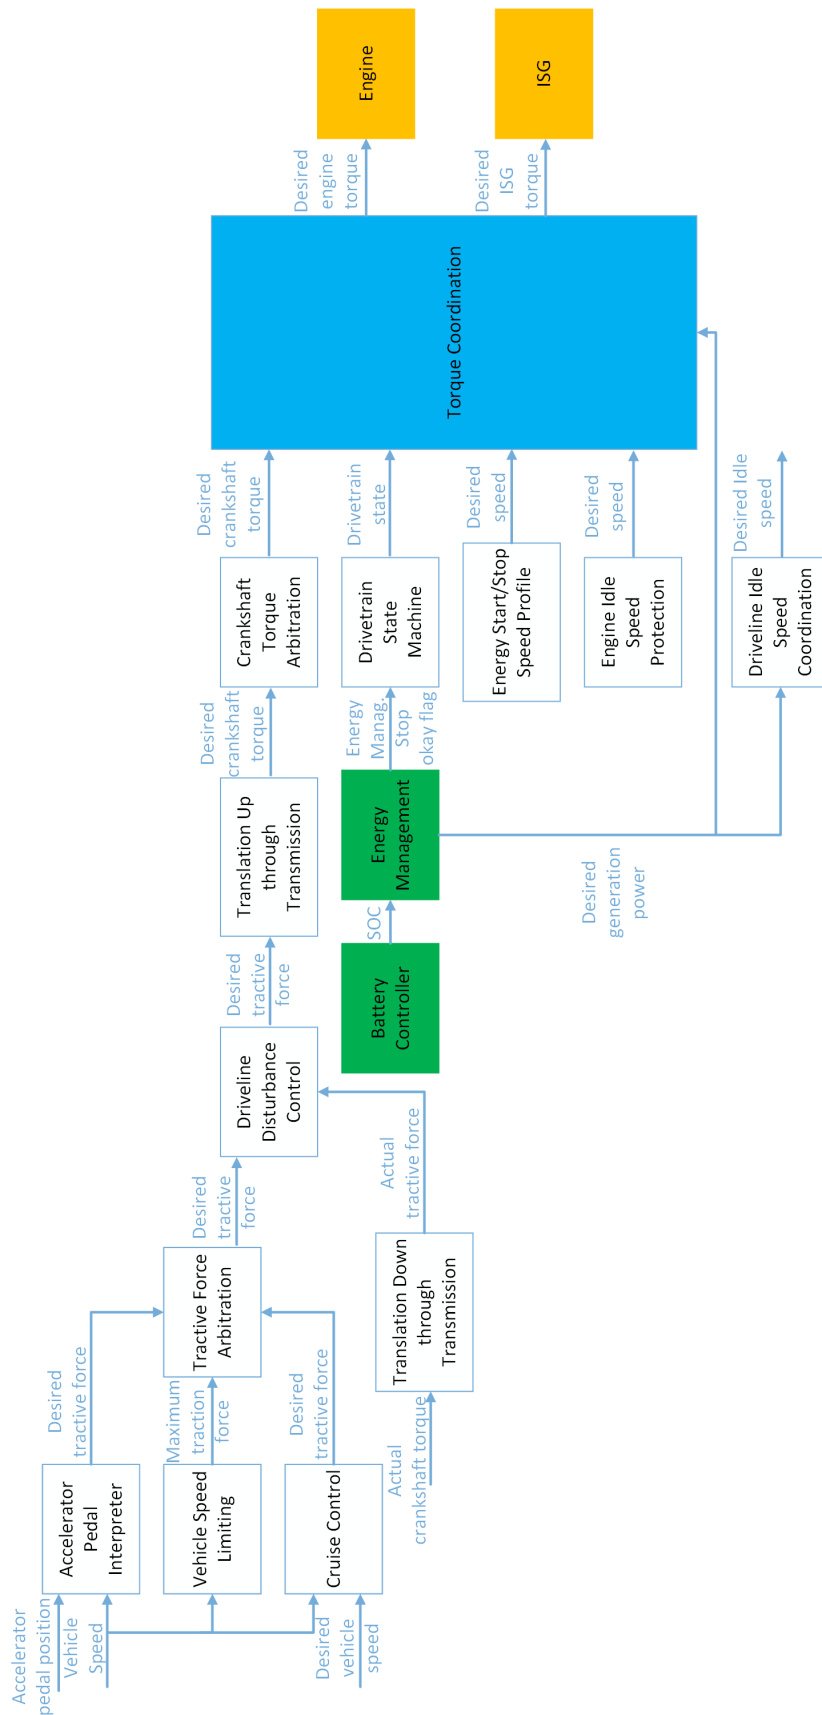 Accelerator
pedal position
Vehicle
Speed
Desired
vehicle
speed
Accelerator
Pedal
Interpreter
Vehicle Speed
Limiting
Cruise Control
Desired
tractive force
Maximum
traction
force
Desired
tractive force
Actual
crankshaft torque
Tractive Force
Arbitration
Translation Down
through
Transmission
Desired
tractive
force
Actual
tractive force
Driveline
Disturbance
Control
Desired
tractive
force
Battery
Controller
SOC
Translation Up
through
Transmission
Energy
Management
Desired
generation
power
Desired
crankshaft
torque
Energy
Manag.
Stop
okay flag
Crankshaft
Torque
Arbitration
Drivetrain
State
Machine
Energy Start/Stop
Speed Profile
Engine Idle
Speed
Protection
Driveline Idle
Speed
Coordination
Desired
crankshaft
torque
Drivetrain
state
Desired
speed
Desired
speed
Desired Idle
speed
Torque Coordination
Desired
engine
torque
Desired
ISG
torque
Engine
ISG